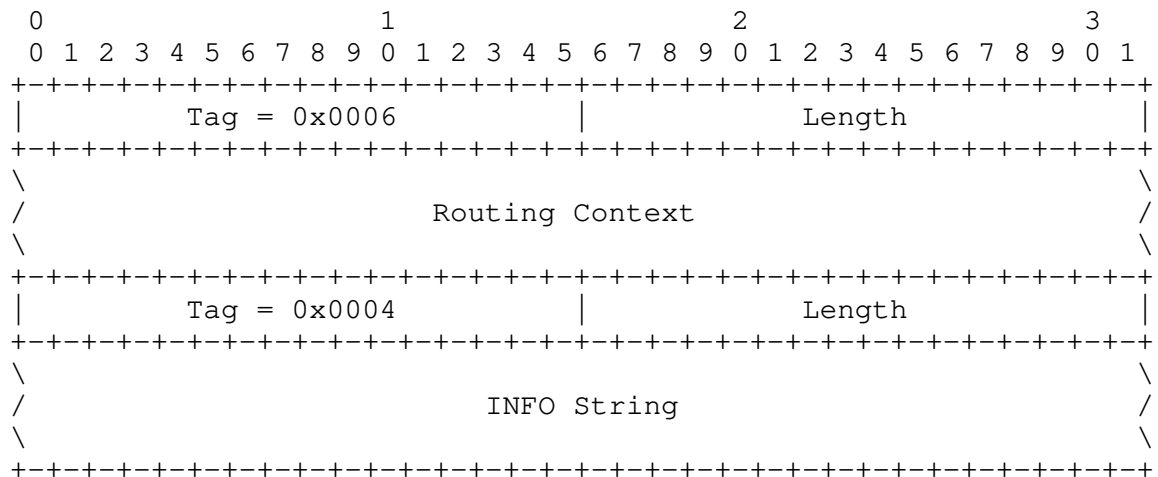 0                   1                   2                   3
 0 1 2 3 4 5 6 7 8 9 0 1 2 3 4 5 6 7 8 9 0 1 2 3 4 5 6 7 8 9 0 1
+-+-+-+-+-+-+-+-+-+-+-+-+-+-+-+-+-+-+-+-+-+-+-+-+-+-+-+-+-+-+-+-+
|         Tag = 0x0006          |            Length             |
+-+-+-+-+-+-+-+-+-+-+-+-+-+-+-+-+-+-+-+-+-+-+-+-+-+-+-+-+-+-+-+-+
\                                                               \
/                       Routing Context                         /
\                                                               \
+-+-+-+-+-+-+-+-+-+-+-+-+-+-+-+-+-+-+-+-+-+-+-+-+-+-+-+-+-+-+-+-+
|         Tag = 0x0004          |            Length             |
+-+-+-+-+-+-+-+-+-+-+-+-+-+-+-+-+-+-+-+-+-+-+-+-+-+-+-+-+-+-+-+-+
\                                                               \
/                          INFO String                          /
\                                                               \
+-+-+-+-+-+-+-+-+-+-+-+-+-+-+-+-+-+-+-+-+-+-+-+-+-+-+-+-+-+-+-+-+